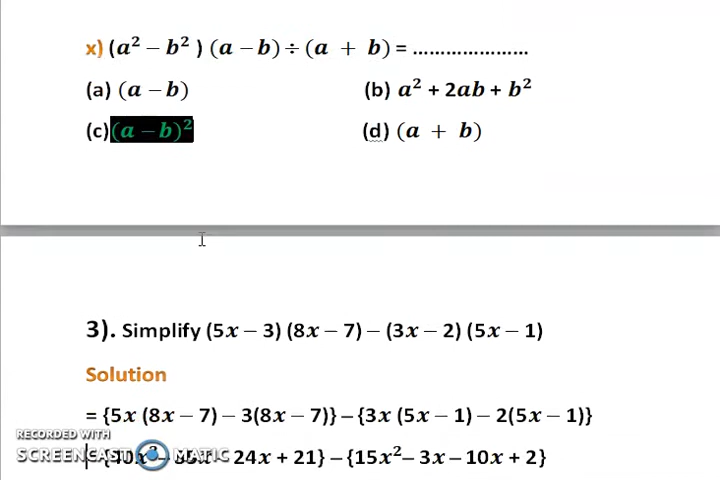 x) (a² – b² ) (a – b) ÷ (a + b) = .....................
(a) (a – b) (b) a² + 2ab + b²
(c)(a – b)² (d) (a + b)
3). Simplify (5x – 3) (8x – 7) – (3x – 2) (5x – 1)
Solution
= {5x (8x – 7) – 3(8x – 7)} – {3x (5x – 1) – 2(5x – 1)}
RECORDED WITH
SCREENCAST MATIC
24x + 21} – {15x² – 3x – 10x + 2}